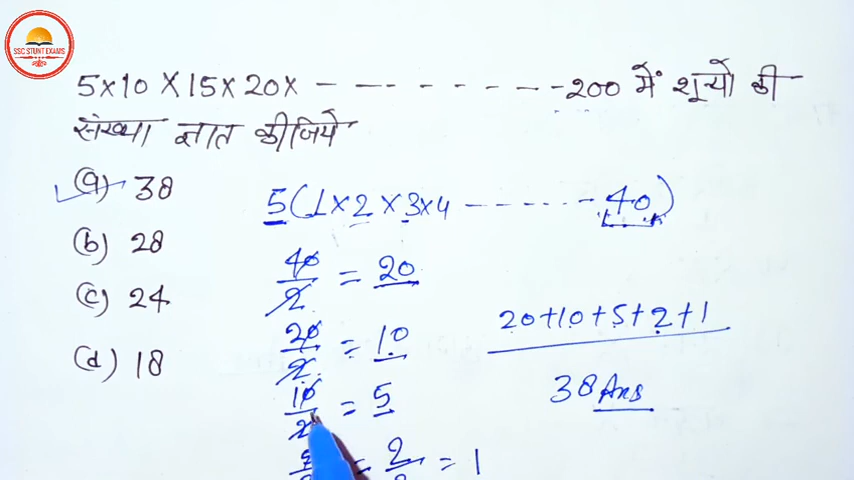 SSC STUNT EXAMS
5×10×15×20×- - - - - - - - -200 में शून्यो की
संख्या ज्ञात कीजिये
(a) 38
(b) 28
(c) 24
(d) 18
5(1×2×3×4 - - - - - - - 40)
40/2 = 20
20/2 = 10
10/2 = 5
= 2/2 = 1
20+10+5+2+1
38 Ans